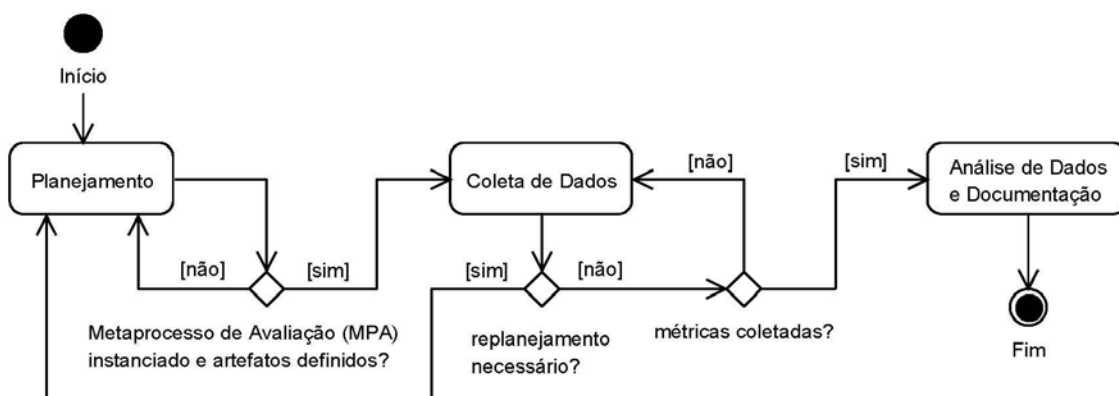 Início
Planejamento
[não]
[sim]
Metaprocesso de Avaliação (MPA)
instanciado e artefatos definidos?
Coleta de Dados
[sim]
[não]
replanejamento
necessário?
[não]
métricas coletadas?
[sim]
Análise de Dados
e Documentação
Fim